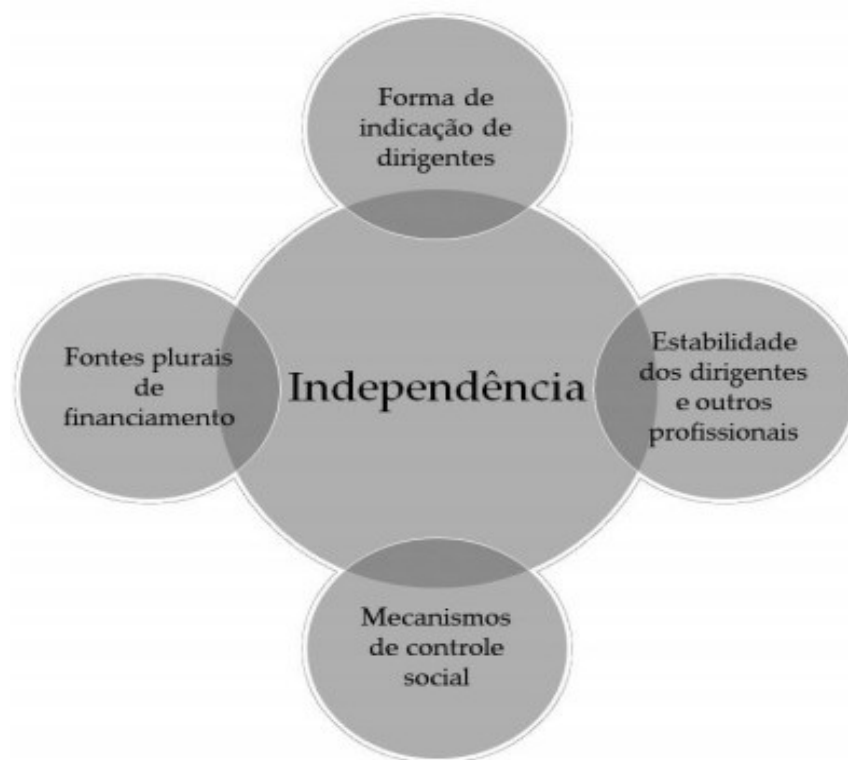 Forma de
indicação de
dirigentes
Fontes plurais
de
financiamento
Independência
Estabilidade
dos dirigentes
e outros
profissionais
Mecanismos
de controle
social